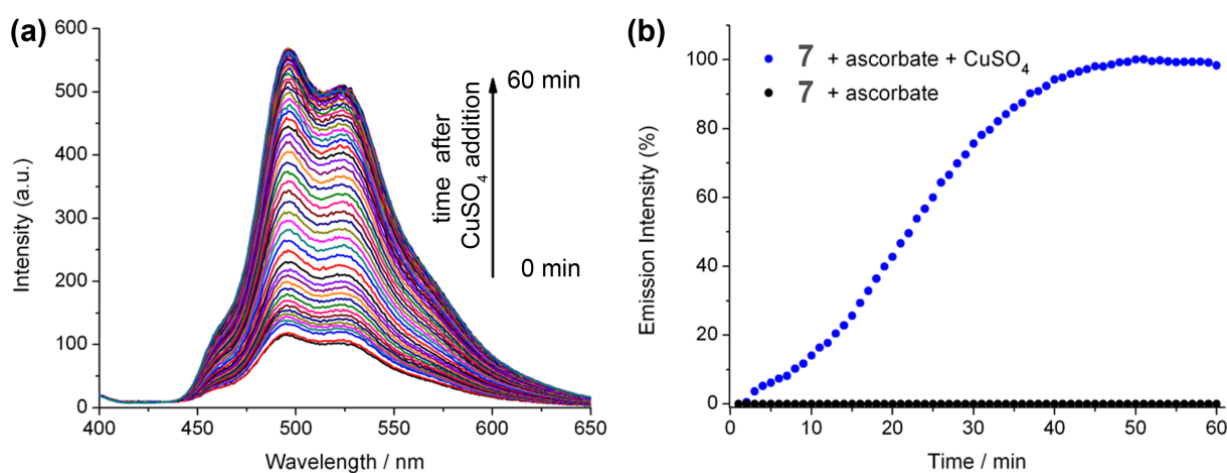 (a)
600
500
400
300
200
100
0
Intensity (a.u.)
400 450 500 550 600 650
Wavelength / nm
time after
CuSO4 addition
60 min
0 min
(b)
100
80
60
40
20
0
Emission Intensity (%)
7 + ascorbate + CuSO4
7 + ascorbate
0 10 20 30 40 50 60
Time / min